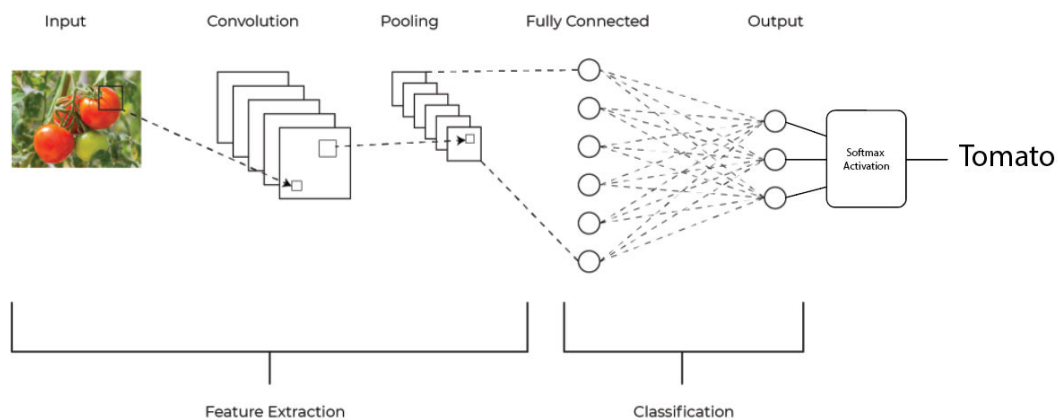 Input
Convolution
Pooling
Fully Connected
Output
Softmax
Activation
Tomato
Feature Extraction
Classification